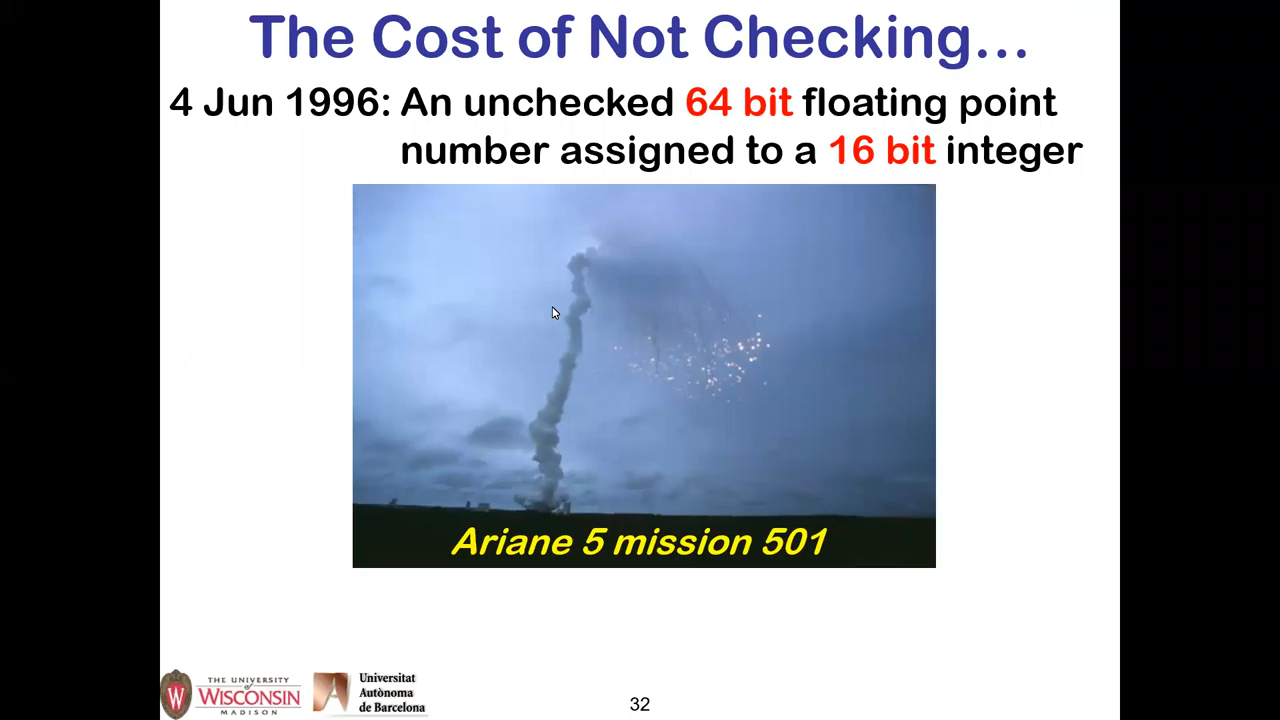 The Cost of Not Checking…
4 Jun 1996: An unchecked 64 bit floating point
number assigned to a 16 bit integer
Ariane 5 mission 501
W
THE UNIVERSITY
WISCONSIN
MADISON
Universitat
Autònoma
de Barcelona
32